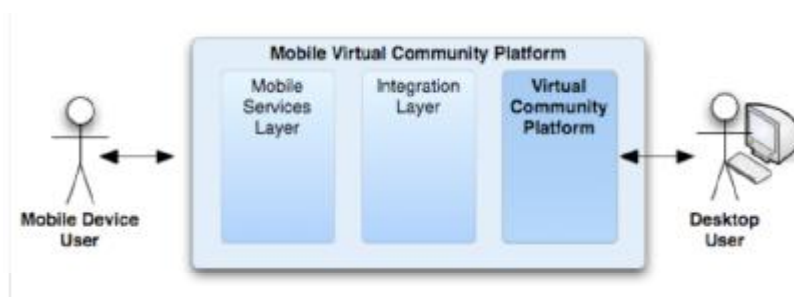 Mobile Virtual Community Platform
Mobile
Services
Layer
Integration
Layer
Virtual
Community
Platform
Mobile Device
User
Desktop
User